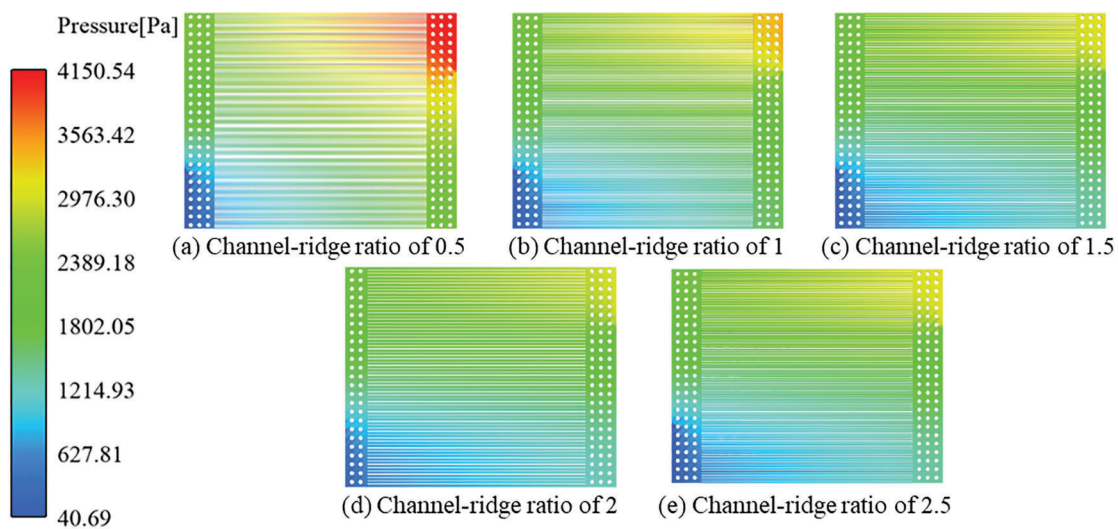 Pressure[Pa]
4150.54
3563.42
2976.30
2389.18
1802.05
1214.93
627.81
40.69
(a) Channel-ridge ratio of 0.5
(b) Channel-ridge ratio of 1
(c) Channel-ridge ratio of 1.5
(d) Channel-ridge ratio of 2
(e) Channel-ridge ratio of 2.5